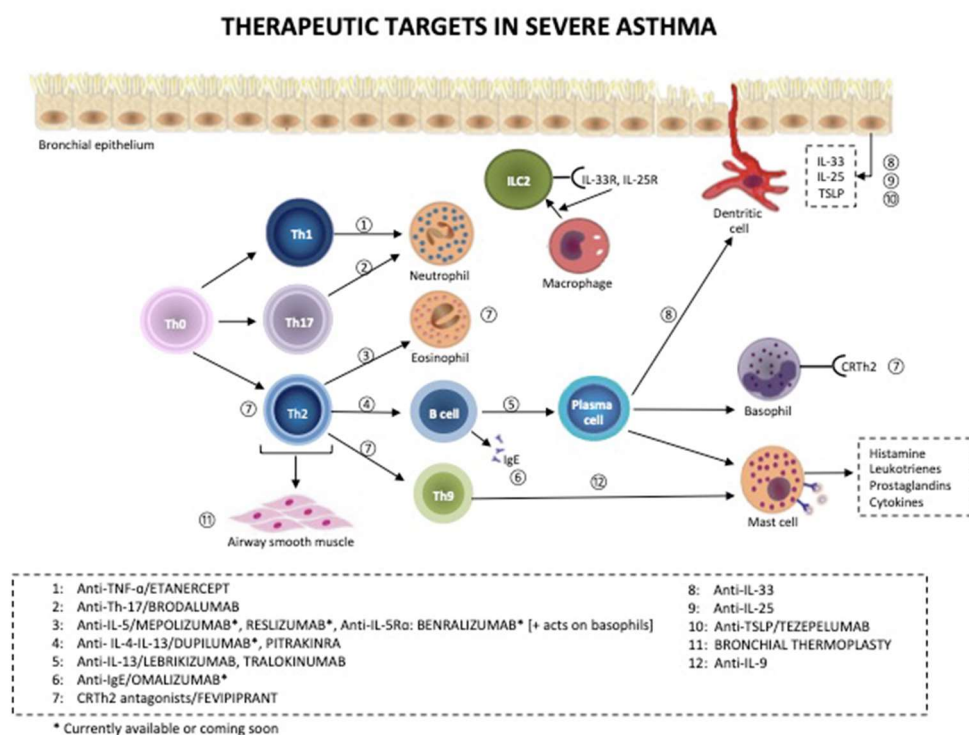 THERAPEUTIC TARGETS IN SEVERE ASTHMA
Bronchial epithelium
IL-33
IL-25
TSLP
⑧
⑨
⑩
ILC2
IL-33R, IL-25R
Dentritic
cell
Macrophage
Th1
①
Neutrophil
②
Th0
Th17
⑧
③
Eosinophil
⑦
CRTh2
⑦
Basophil
⑦
Th2
④
B cell
⑤
Plasma
cell
⑦
IgE
⑥
Th9
⑫
Mast cell
Histamine
Leukotrienes
Prostaglandins
Cytokines
⑪
Airway smooth muscle
1: Anti-TNF-α/ETANERCEPT
2: Anti-Th-17/BRODALUMAB
3: Anti-IL-5/MEPOLIZUMAB*, RESLIZUMAB*, Anti-IL-5Rα: BENRALIZUMAB* [+ acts on basophils]
4: Anti- IL-4-IL-13/DUPILUMAB*, PITRAKINRA
5: Anti-IL-13/LEBRIKIZUMAB, TRALOKINUMAB
6: Anti-IgE/OMALIZUMAB*
7: CRTh2 antagonists/FEVIPIPRANT
8: Anti-IL-33
9: Anti-IL-25
10: Anti-TSLP/TEZEPELUMAB
11: BRONCHIAL THERMOPLASTY
12: Anti-IL-9
* Currently available or coming soon